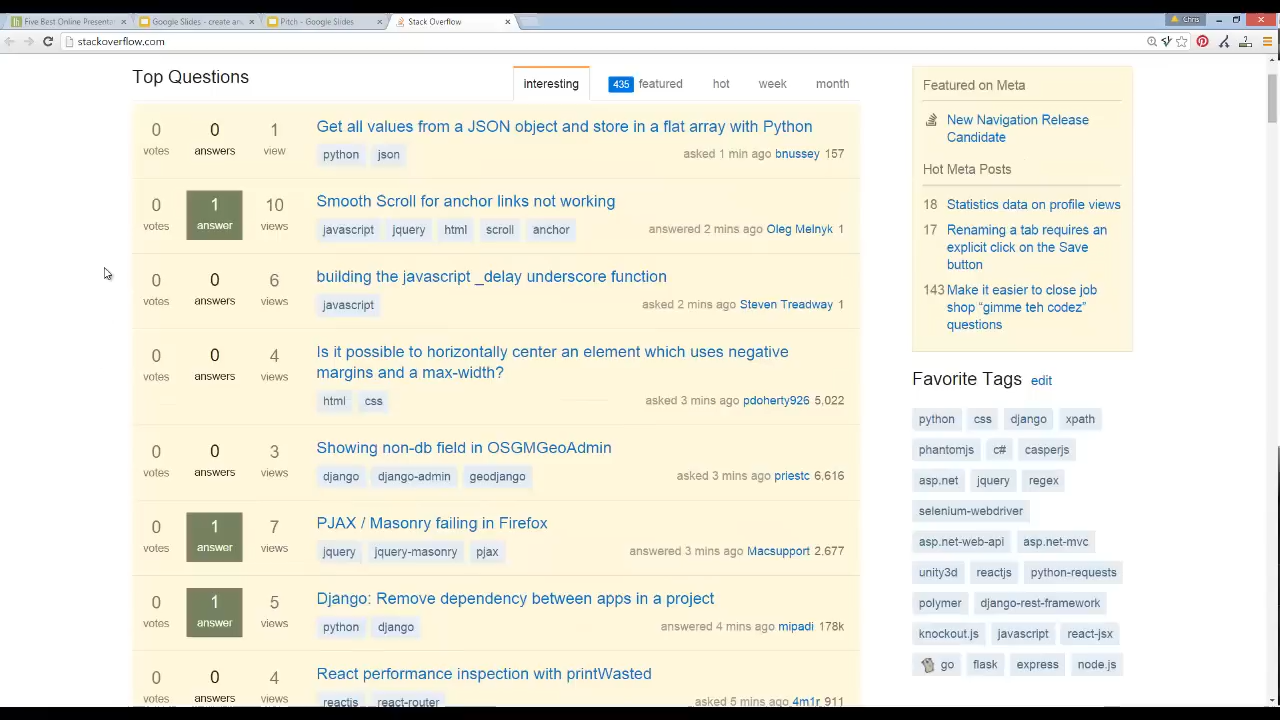 Five Best Online Presenta
Google Slides - create an
Pitch - Google Slides
Stack Overflow
Chris
stackoverflow.com
Top Questions
interesting
435 featured
hot
week
month
0 votes 0 answers 1 view
Get all values from a JSON object and store in a flat array with Python
python json
asked 1 min ago bnussey 157
0 votes 1 answer 10 views
Smooth Scroll for anchor links not working
javascript jquery html scroll anchor
answered 2 mins ago Oleg Melnyk 1
0 votes 0 answers 6 views
building the javascript _delay underscore function
javascript
asked 2 mins ago Steven Treadway 1
0 votes 0 answers 4 views
Is it possible to horizontally center an element which uses negative
margins and a max-width?
html css
asked 3 mins ago pdoherty926 5,022
0 votes 0 answers 3 views
Showing non-db field in OSGMGeoAdmin
django django-admin geodjango
asked 3 mins ago priestc 6,616
0 votes 1 answer 7 views
PJAX / Masonry failing in Firefox
jquery jquery-masonry pjax
answered 3 mins ago Macsupport 2,677
0 votes 1 answer 5 views
Django: Remove dependency between apps in a project
python django
answered 4 mins ago mipadi 178k
0 votes 0 answers 4 views
React performance inspection with printWasted
reactjs react-router
asked 5 mins ago 4m1r 911
Featured on Meta
New Navigation Release
Candidate
Hot Meta Posts
18 Statistics data on profile views
17 Renaming a tab requires an
explicit click on the Save
button
143 Make it easier to close job
shop “gimme teh codez”
questions
Favorite Tags edit
python css django xpath
phantomjs c# casperjs
asp.net jquery regex
selenium-webdriver
asp.net-web-api asp.net-mvc
unity3d reactjs python-requests
polymer django-rest-framework
knockout.js javascript react-jsx
go flask express node.js